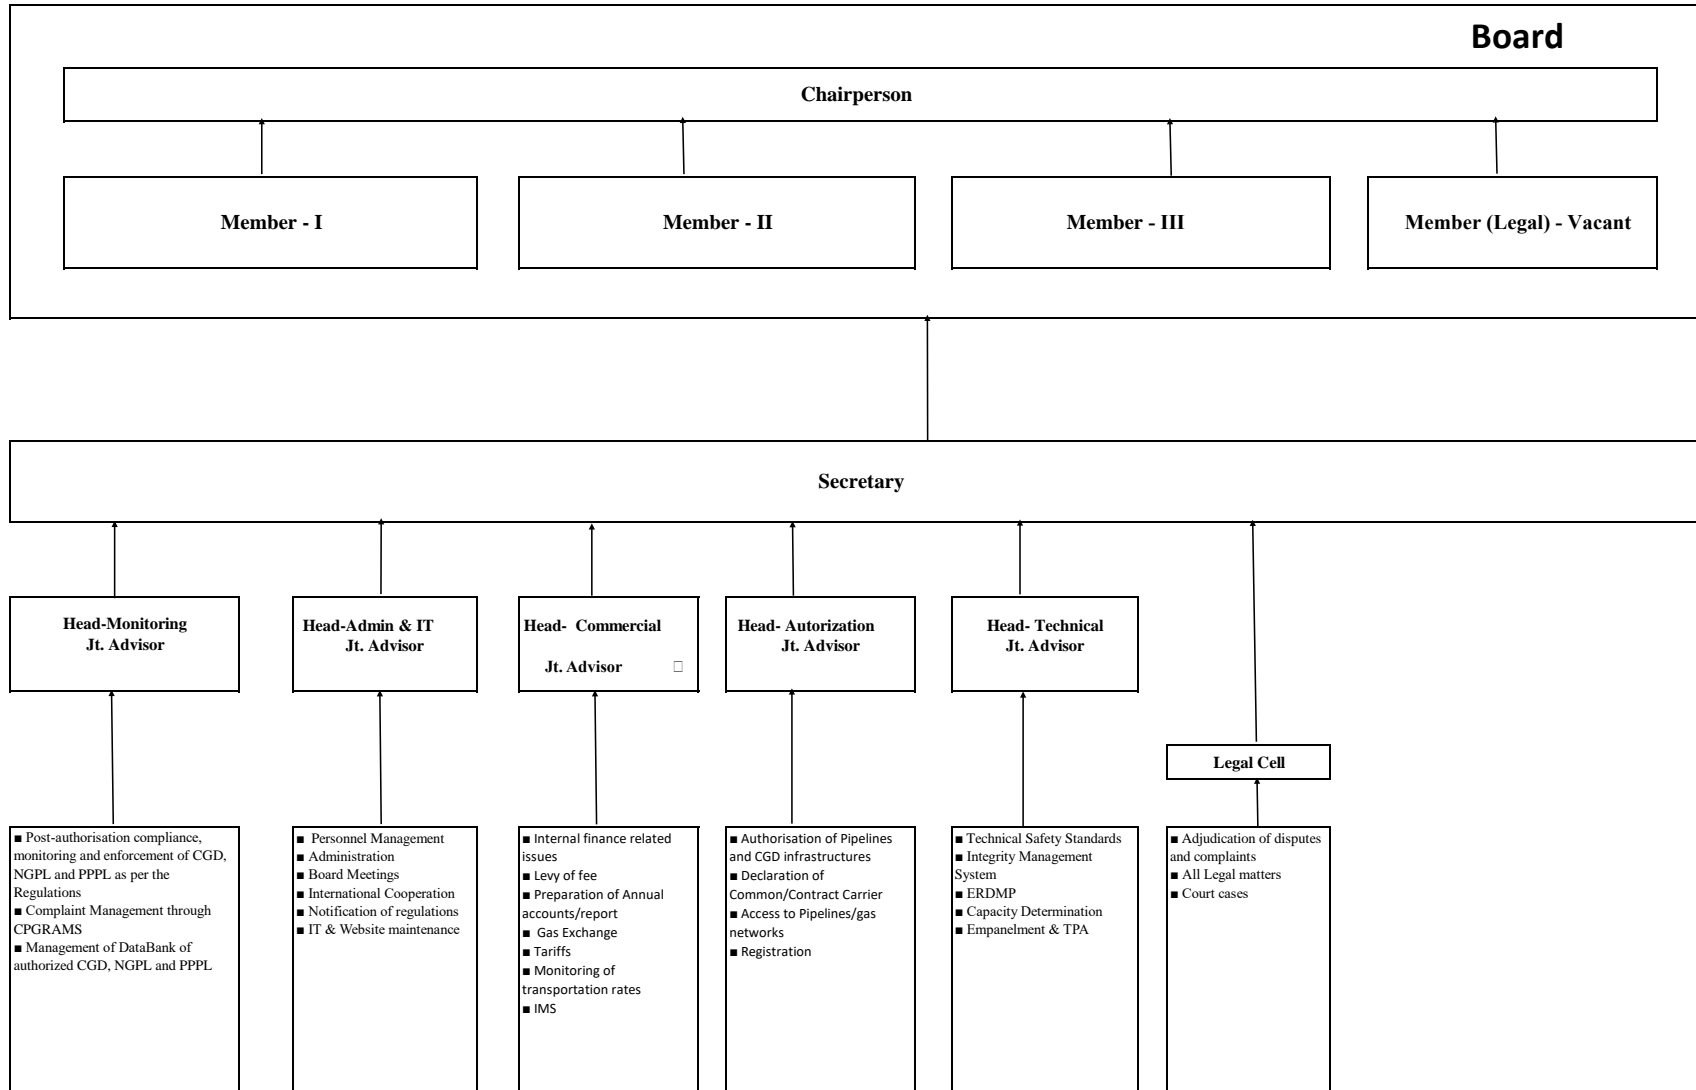 Board
Chairperson
Member - I
Member - II
Member - III
Member (Legal) - Vacant
Secretary
Head-Monitoring
Jt. Advisor
Head-Admin & IT
Jt. Advisor
Head-  Commercial
Jt. Advisor
Head- Autorization
Jt. Advisor
Head- Technical
Jt. Advisor
Legal Cell
■ Post-authorisation compliance,
monitoring and enforcement of CGD,
NGPL and PPPL as per the
Regulations
■ Complaint Management through
CPGRAMS
■ Management of DataBank of
authorized CGD, NGPL and PPPL
■ Personnel Management
■ Administration
■ Board Meetings
■ International Cooperation
■ Notification of regulations
■ IT & Website maintenance
■ Internal finance related
issues
■ Levy of fee
■ Preparation of Annual
accounts/report
■ Gas Exchange
■ Tariffs
■ Monitoring of
transportation rates
■ IMS
■ Authorisation of Pipelines
and CGD infrastructures
■ Declaration of
Common/Contract Carrier
■ Access to Pipelines/gas
networks
■ Registration
■ Technical Safety Standards
■ Integrity Management
System
■ ERDMP
■ Capacity Determination
■ Empanelment & TPA
■ Adjudication of disputes
and complaints
■ All Legal matters
■ Court cases